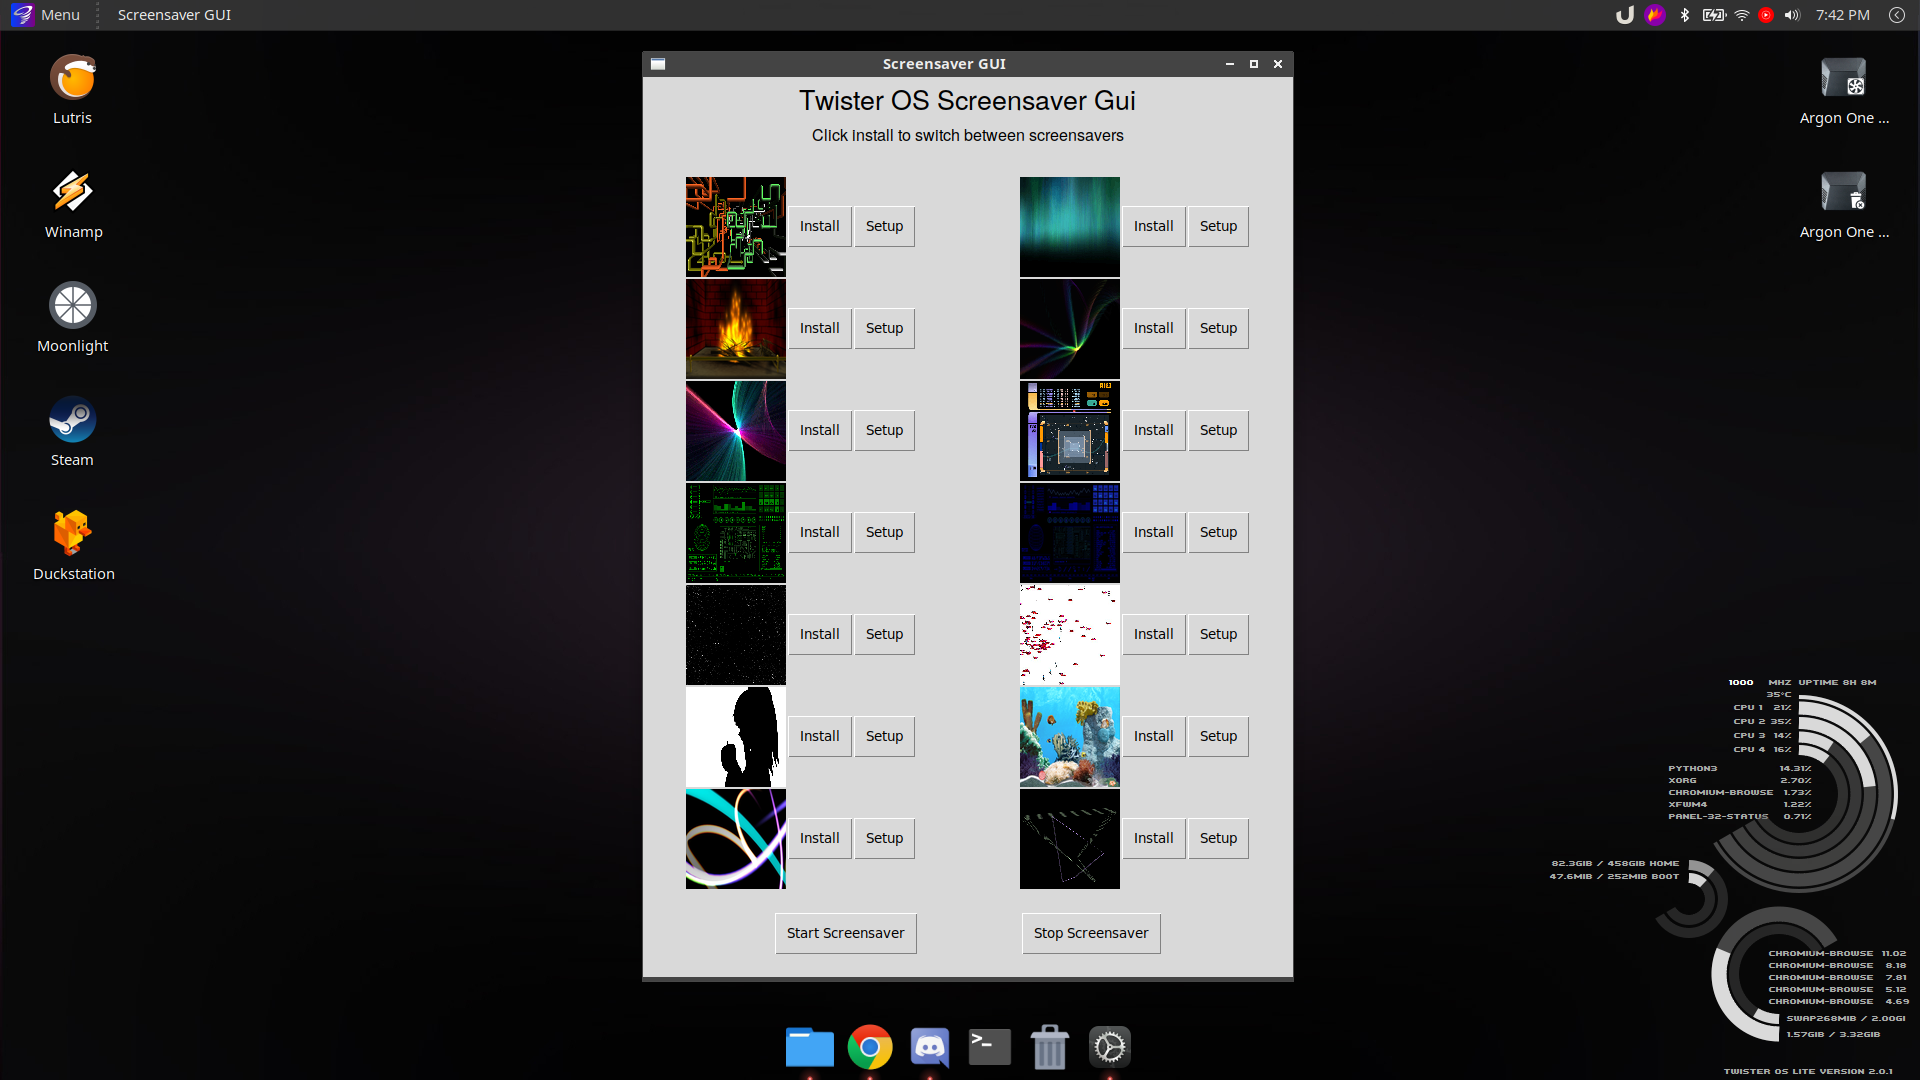 Menu
Screensaver GUI
7:42 PM
Lutris
Winamp
Moonlight
Steam
Duckstation
Screensaver GUI
Twister OS Screensaver Gui
Click install to switch between screensavers
Install Setup Install Setup
Install Setup Install Setup
Install Setup Install Setup
Install Setup Install Setup
Install Setup Install Setup
Install Setup Install Setup
Install Setup Install Setup
Start Screensaver Stop Screensaver
Argon One ...
Argon One ...
1000 MHZ UPTIME 8H 8M
35°C
CPU 1 21%
CPU 2 35%
CPU 3 14%
CPU 4 16%
PYTHON3 14.31%
XORG 2.70%
CHROMIUM-BROWSE 1.73%
XFWM4 1.22%
PANEL-32-STATUS 0.71%
82.3GIB / 458GIB HOME
47.6MIB / 252MIB BOOT
CHROMIUM-BROWSE 11.02
CHROMIUM-BROWSE 8.18
CHROMIUM-BROWSE 7.81
CHROMIUM-BROWSE 5.12
CHROMIUM-BROWSE 4.69
SWAP268MIB / 2.00GI
1.57GIB / 3.32GIB
TWISTER OS LITE VERSION 2.0.1